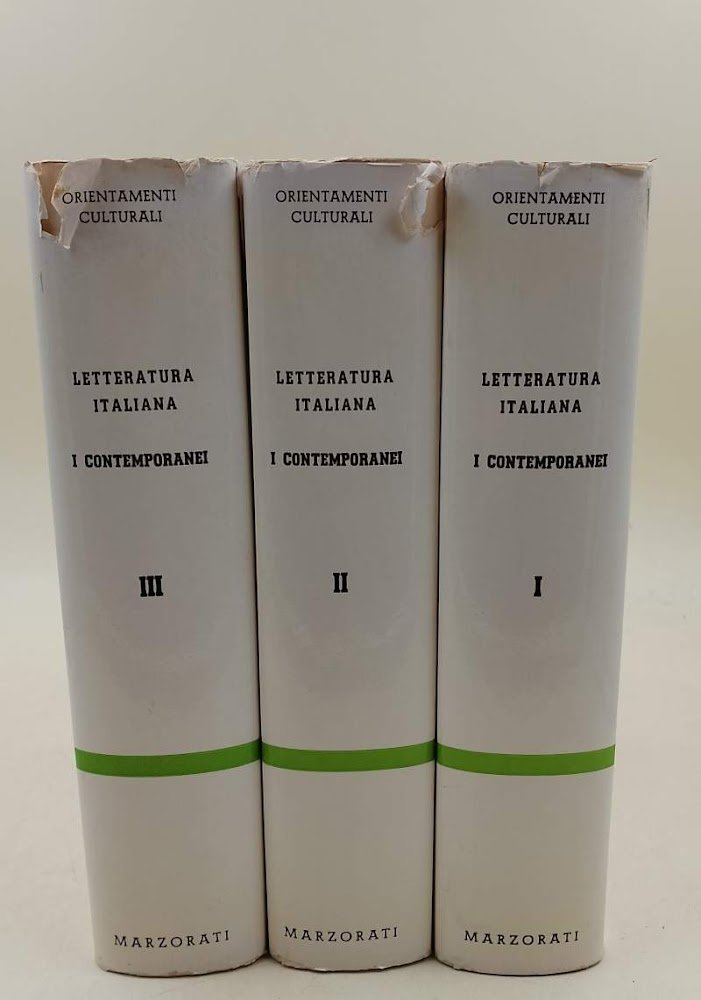 ORIENTAMENTI
CULTURALI
LETTERATURA
ITALIANA
I CONTEMPORANEI
III
MARZORATI
ORIENTAMENTI
CULTURALI
LETTERATURA
ITALIANA
I CONTEMPORANEI
II
MARZORATI
ORIENTAMENTI
CULTURALI
LETTERATURA
ITALIANA
I CONTEMPORANEI
I
MARZORATI